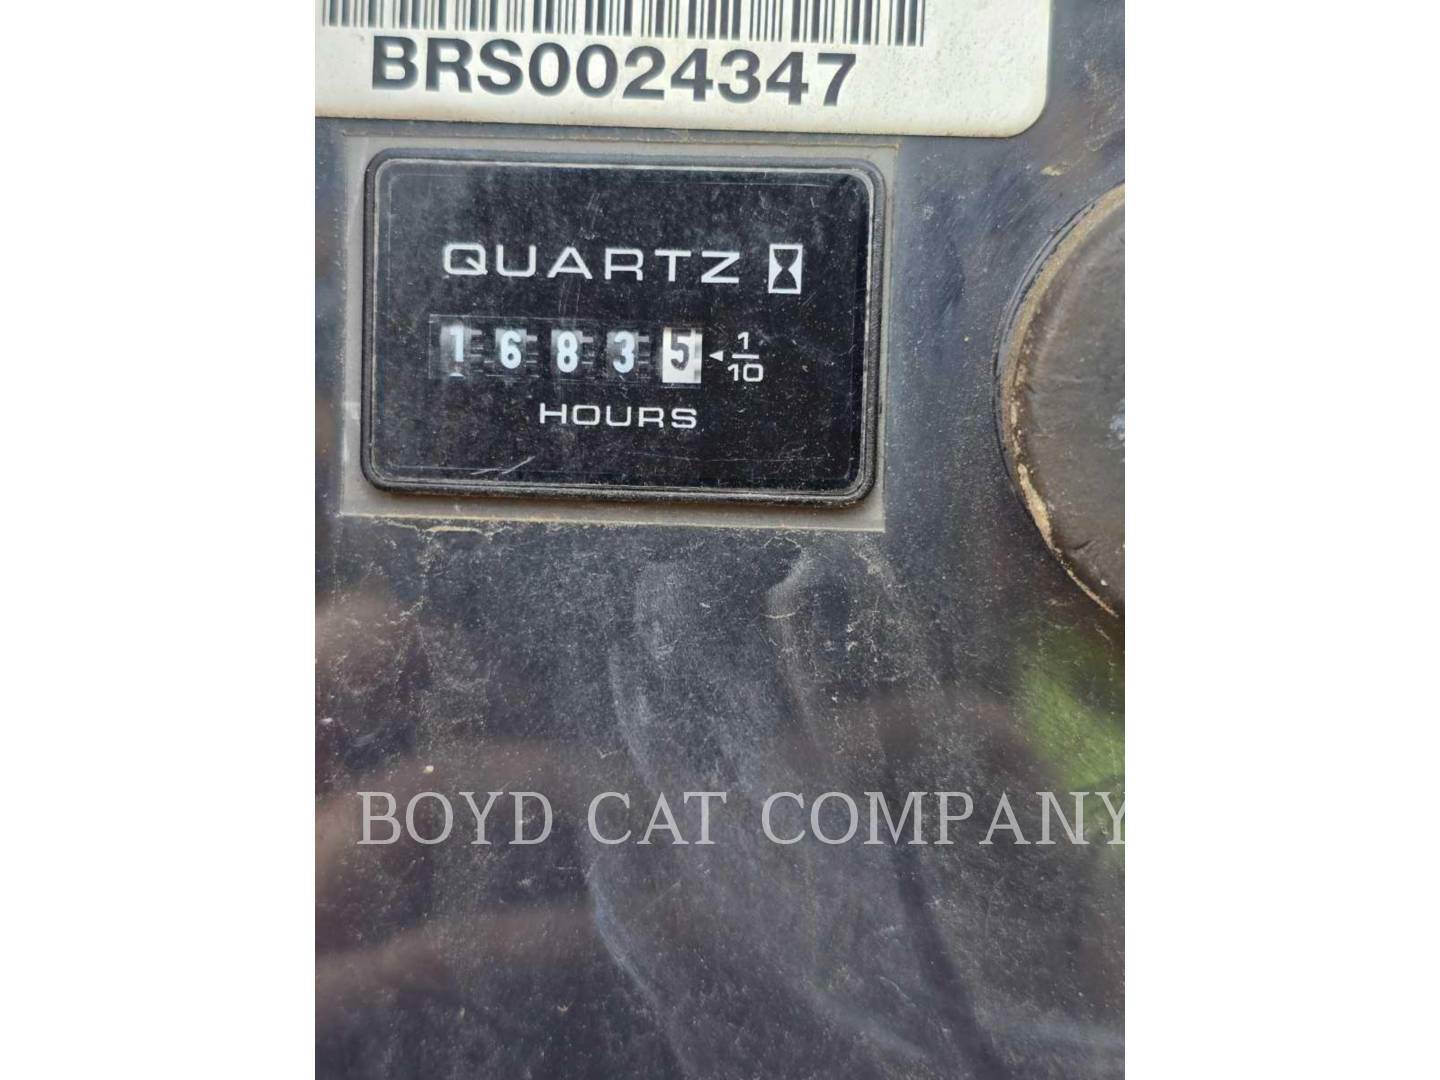 BRS0024347
QUARTZ
16835 1/10
HOURS
BOYD CAT COMPANY